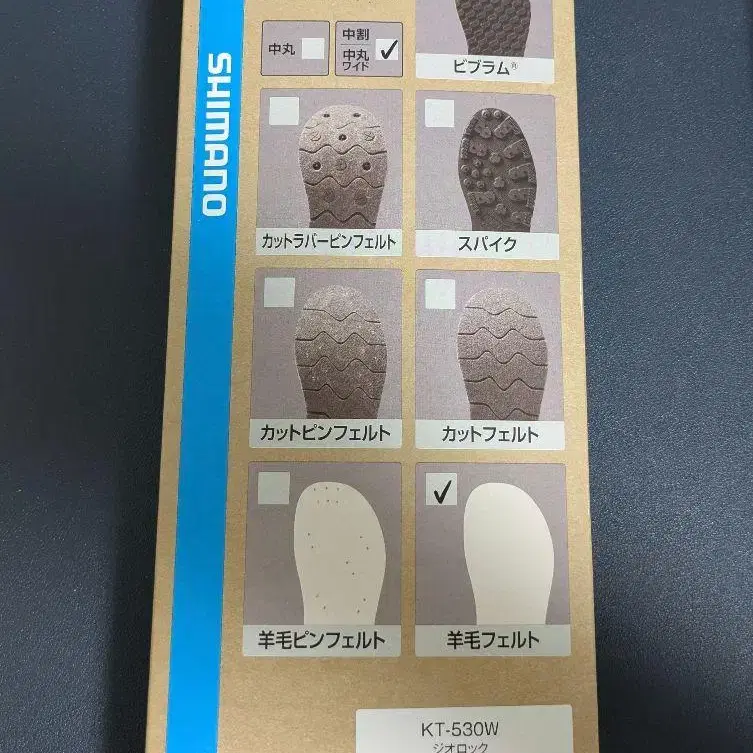 SHIMANO
中丸
中割
中丸
ワイド
ビブラム®
カットラバーピンフェルト
スパイク
カットピンフェルト
カットフェルト
羊毛ピンフェルト
羊毛フェルト
KT-530W
ジオロック